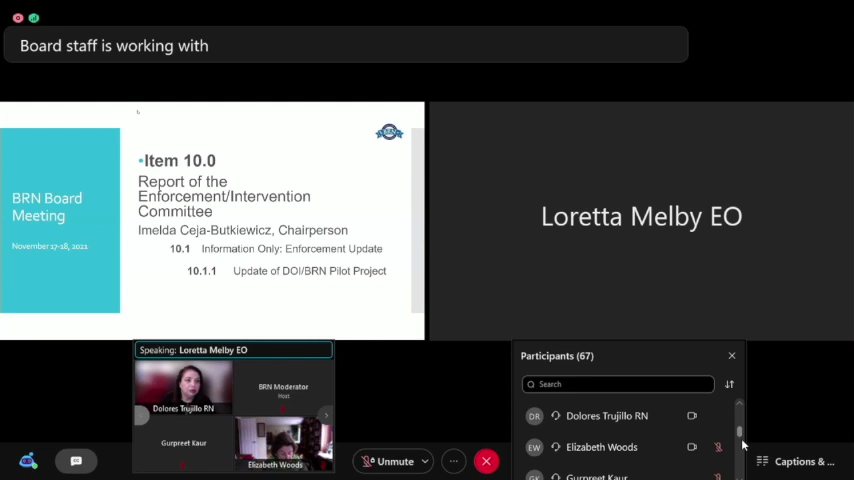 Board staff is working with
BRN Board
Meeting
November 17-18, 2021
•Item 10.0
Report of the
Enforcement/Intervention
Committee
Imelda Ceja-Butkiewicz, Chairperson
10.1 Information Only: Enforcement Update
10.1.1 Update of DOI/BRN Pilot Project
Loretta Melby EO
Speaking: Loretta Melby EO
Dolores Trujillo RN
BRN Moderator
Host
Gurpreet Kaur
Elizabeth Woods
Participants (67)
Search
DR Dolores Trujillo RN
EW Elizabeth Woods
GK Gurpreet Kaur
Unmute
Captions & ...